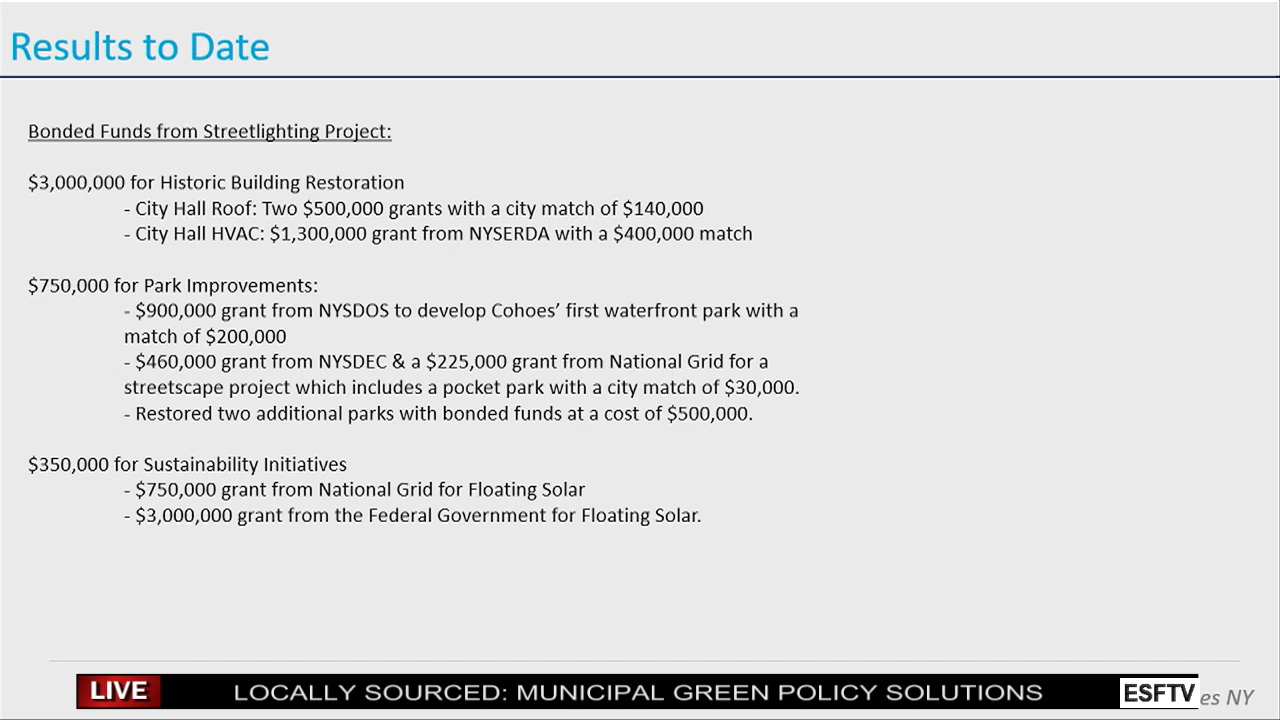 Results to Date
Bonded Funds from Streetlighting Project:
$3,000,000 for Historic Building Restoration
- City Hall Roof: Two $500,000 grants with a city match of $140,000
- City Hall HVAC: $1,300,000 grant from NYSERDA with a $400,000 match
$750,000 for Park Improvements:
- $900,000 grant from NYSDOS to develop Cohoes’ first waterfront park with a
match of $200,000
- $460,000 grant from NYSDEC & a $225,000 grant from National Grid for a
streetscape project which includes a pocket park with a city match of $30,000.
- Restored two additional parks with bonded funds at a cost of $500,000.
$350,000 for Sustainability Initiatives
- $750,000 grant from National Grid for Floating Solar
- $3,000,000 grant from the Federal Government for Floating Solar.
LIVE LOCALLY SOURCED: MUNICIPAL GREEN POLICY SOLUTIONS ESFTV es NY